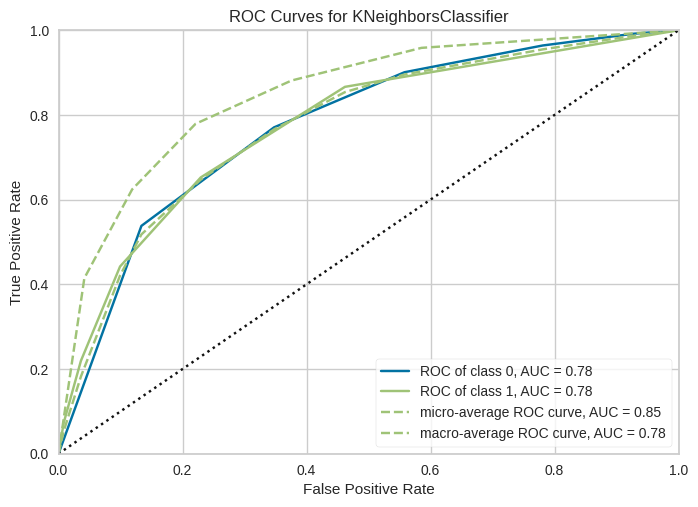 ROC Curves for KNeighborsClassifier
1.0
0.8
0.6
0.4
0.2
0.0
True Positive Rate
0.0 0.2 0.4 0.6 0.8 1.0
False Positive Rate
ROC of class 0, AUC = 0.78
ROC of class 1, AUC = 0.78
micro-average ROC curve, AUC = 0.85
macro-average ROC curve, AUC = 0.78